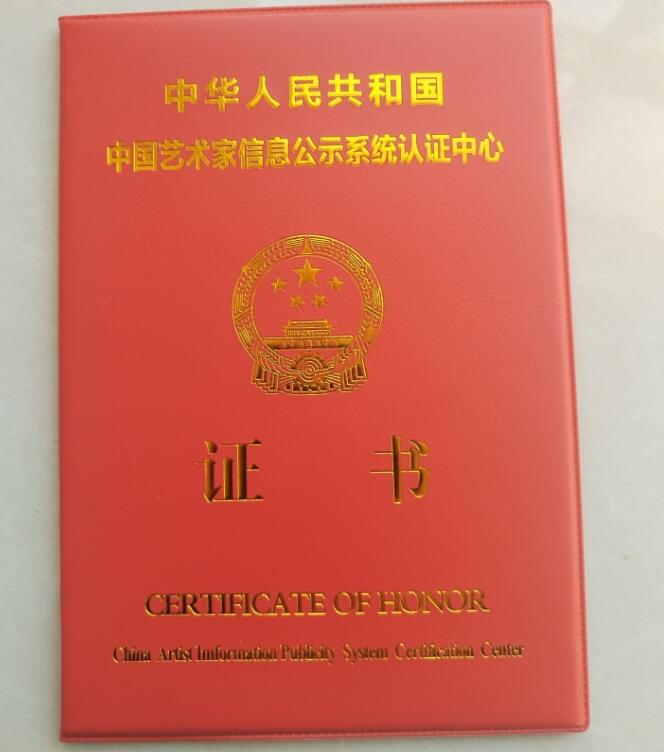 中华人民共和国
中国艺术家信息公示系统认证中心
证书
CERTIFICATE OF HONOR
China Artist Imformation Publicity System Certification Center